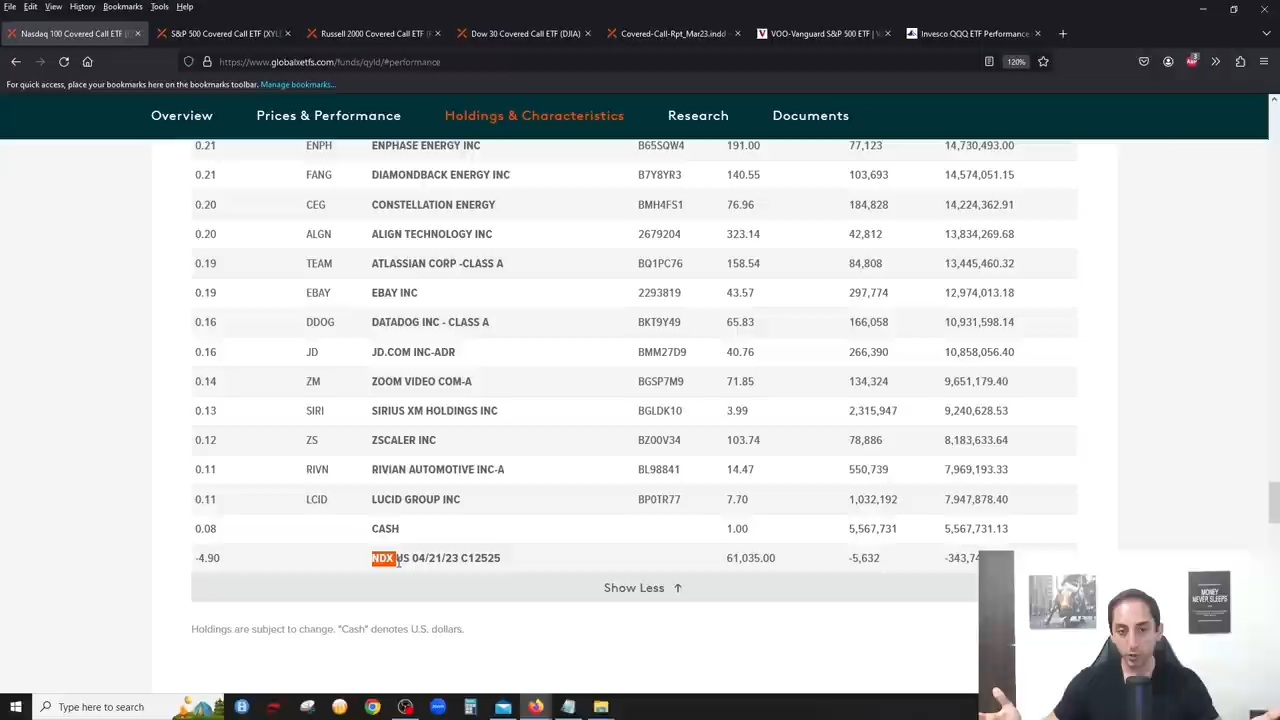 File Edit View History Bookmarks Tools Help
Nasdaq 100 Covered Call ETF S&P 500 Covered Call ETF (XYL Russell 2000 Covered Call ETF (R Dow 30 Covered Call ETF (DJIA) Covered-Call-Rpt_Mar23.indd VOO-Vanguard S&P 500 ETF | V Invesco QQQ ETF Performance
https://www.globalxetfs.com/funds/qyld/#performance 120%
For quick access, place your bookmarks here on the bookmarks toolbar. Manage bookmarks...
Overview Prices & Performance Holdings & Characteristics Research Documents
0.21 ENPH ENPHASE ENERGY INC B65SQW4 191.00 77,123 14,730,493.00
0.21 FANG DIAMONDBACK ENERGY INC B7Y8YR3 140.55 103,693 14,574,051.15
0.20 CEG CONSTELLATION ENERGY BMH4FS1 76.96 184,828 14,224,362.91
0.20 ALGN ALIGN TECHNOLOGY INC 2679204 323.14 42,812 13,834,269.68
0.19 TEAM ATLASSIAN CORP -CLASS A BQ1PC76 158.54 84,808 13,445,460.32
0.19 EBAY EBAY INC 2293819 43.57 297,774 12,974,013.18
0.16 DDOG DATADOG INC - CLASS A BKT9Y49 65.83 166,058 10,931,598.14
0.16 JD JD.COM INC-ADR BMM27D9 40.76 266,390 10,858,056.40
0.14 ZM ZOOM VIDEO COM-A BGSP7M9 71.85 134,324 9,651,179.40
0.13 SIRI SIRIUS XM HOLDINGS INC BGLDK10 3.99 2,315,947 9,240,628.53
0.12 ZS ZSCALER INC BZ00V34 103.74 78,886 8,183,633.64
0.11 RIVN RIVIAN AUTOMOTIVE INC-A BL98841 14.47 550,739 7,969,193.33
0.11 LCID LUCID GROUP INC BP0TR77 7.70 1,032,192 7,947,878.40
0.08 CASH 1.00 5,567,731 5,567,731.13
-4.90 NDX US 04/21/23 C12525 61,035.00 -5,632 -343,74
Show Less ↑
Holdings are subject to change. "Cash" denotes U.S. dollars.
MONEY
NEVER SLEEPS
Type here to search